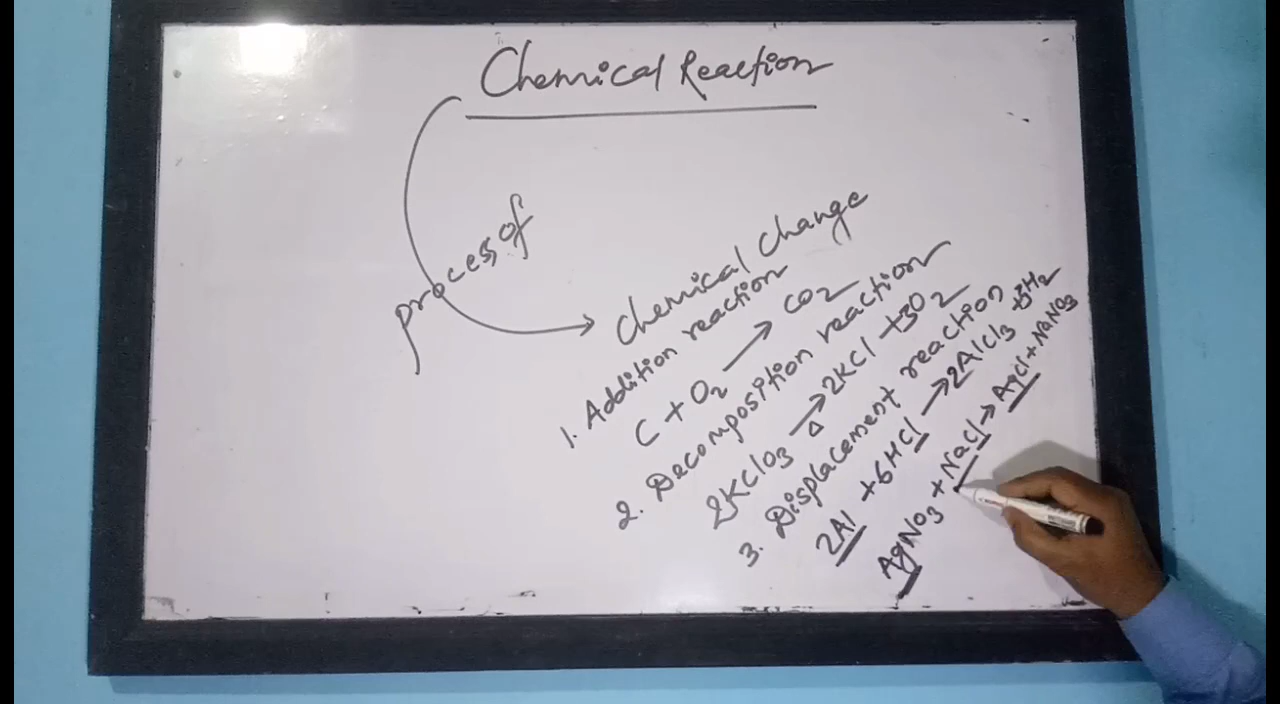 Chemical Reaction
process of
Chemical Change
1. Addition reaction
C + O2 → CO2
2. Decomposition reaction
2KClO3 →Δ 2KCl + 3O2
3. Displacement reaction
2Al + 6HCl → 2AlCl3 + 3H2
AgNO3 + NaCl → AgCl + NaNO3